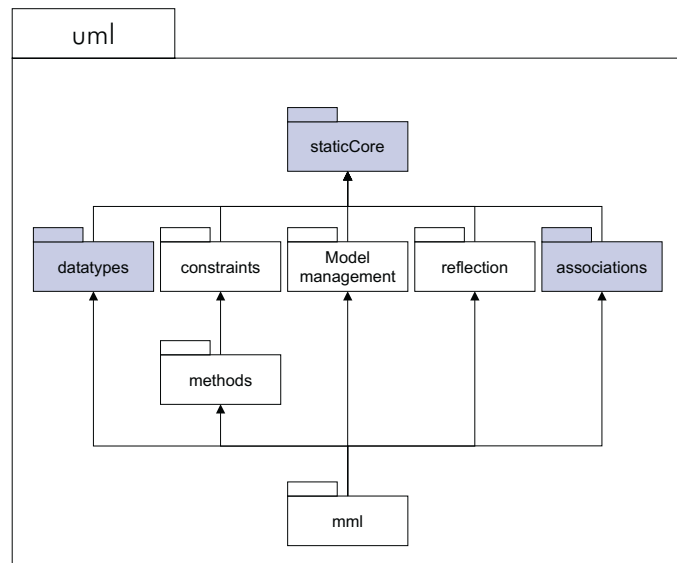 uml
staticCore
datatypes
constraints
Model
management
reflection
associations
methods
mml